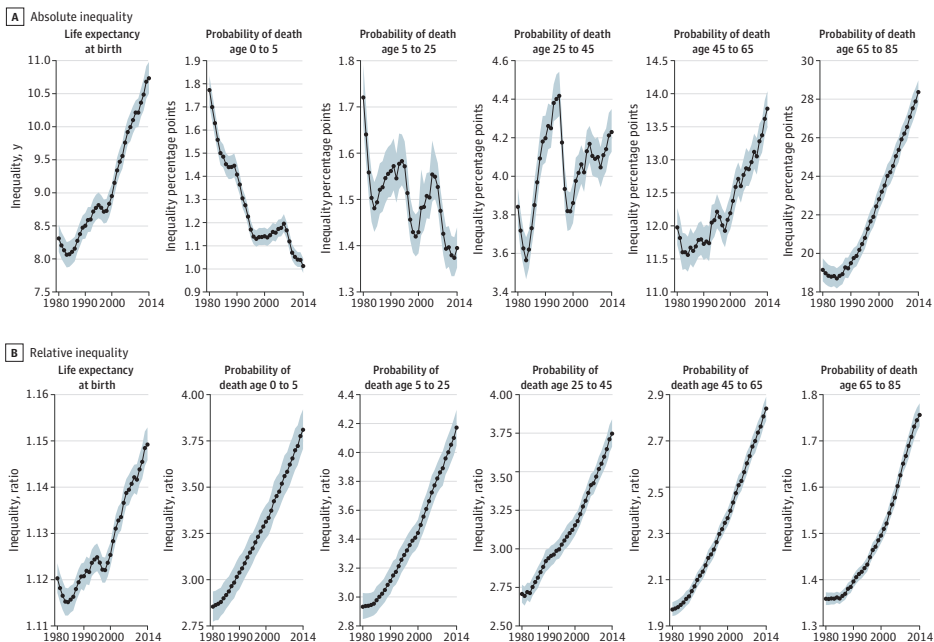 A Absolute inequality
Life expectancy
at birth
Inequality, y
11.0
10.5
10.0
9.5
9.0
8.5
8.0
7.5
1980 1990 2000 2014
Probability of death
age 0 to 5
Inequality percentage points
1.9
1.8
1.7
1.6
1.5
1.4
1.3
1.2
1.1
1.0
0.9
1980 1990 2000 2014
Probability of death
age 5 to 25
Inequality percentage points
1.8
1.7
1.6
1.5
1.4
1.3
1980 1990 2000 2014
Probability of death
age 25 to 45
Inequality percentage points
4.6
4.4
4.2
4.0
3.8
3.6
3.4
1980 1990 2000 2014
Probability of death
age 45 to 65
Inequality percentage points
14.5
14.0
13.5
13.0
12.5
12.0
11.5
11.0
1980 1990 2000 2014
Probability of death
age 65 to 85
Inequality percentage points
30
28
26
24
22
20
18
1980 1990 2000 2014
B Relative inequality
Life expectancy
at birth
Inequality, ratio
1.16
1.15
1.14
1.13
1.12
1.11
1980 1990 2000 2014
Probability of
death age 0 to 5
Inequality, ratio
4.00
3.75
3.50
3.25
3.00
2.75
1980 1990 2000 2014
Probability of
death age 5 to 25
Inequality, ratio
4.4
4.2
4.0
3.8
3.6
3.4
3.2
3.0
2.8
1980 1990 2000 2014
Probability of
death age 25 to 45
Inequality, ratio
4.00
3.75
3.50
3.25
3.00
2.75
2.50
1980 1990 2000 2014
Probability of
death age 45 to 65
Inequality, ratio
2.9
2.7
2.5
2.3
2.1
1.9
1980 1990 2000 2014
Probability of death
age 65 to 85
Inequality, ratio
1.8
1.7
1.6
1.5
1.4
1.3
1980 1990 2000 2014